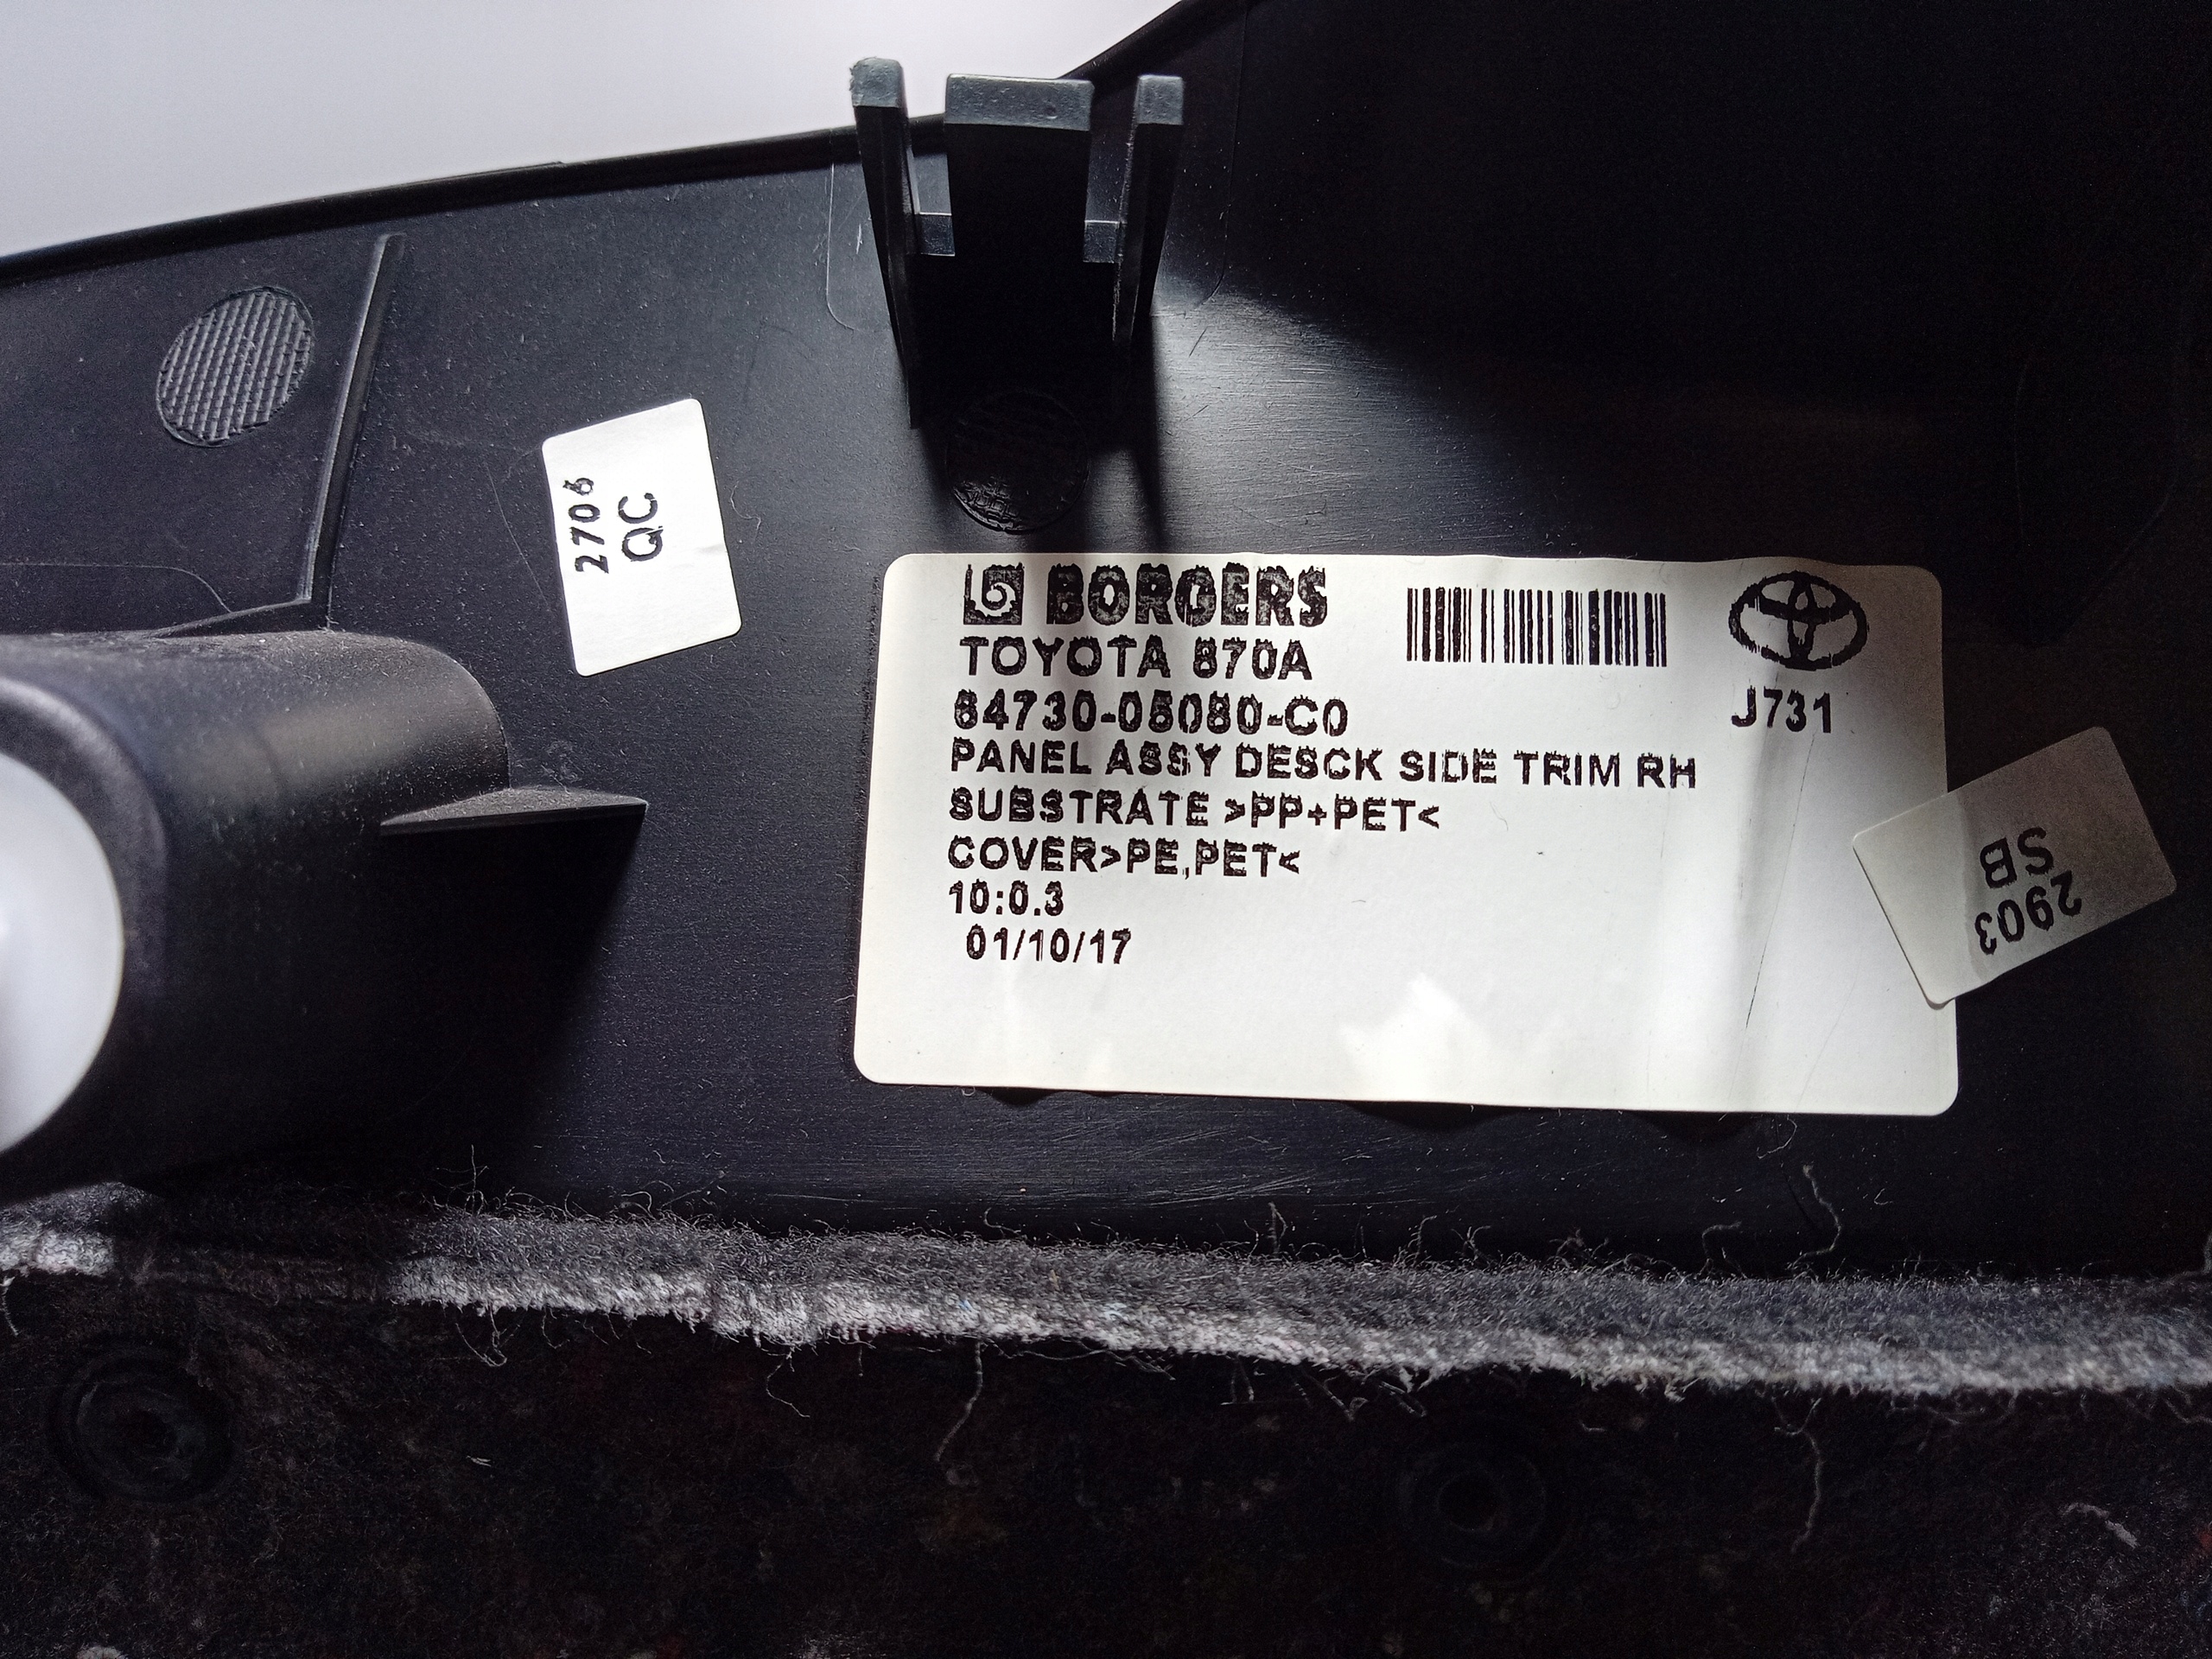 2706
QC
BORGERS
TOYOTA 870A
64730-05080-C0
PANEL ASSY DESCK SIDE TRIM RH
SUBSTRATE >PP+PET<
COVER>PE,PET<
10:0.3
01/10/17
J731
2903
SB